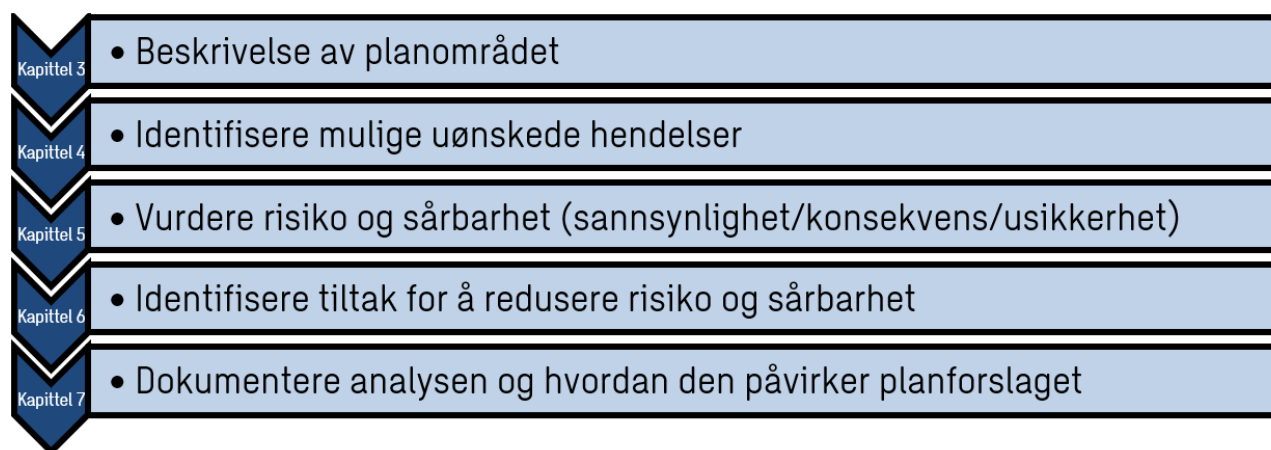 Kapittel 3
• Beskrivelse av planområdet
Kapittel 4
• Identifisere mulige uønskede hendelser
Kapittel 5
• Vurdere risiko og sårbarhet (sannsynlighet/konsekvens/usikkerhet)
Kapittel 6
• Identifisere tiltak for å redusere risiko og sårbarhet
Kapittel 7
• Dokumentere analysen og hvordan den påvirker planforslaget